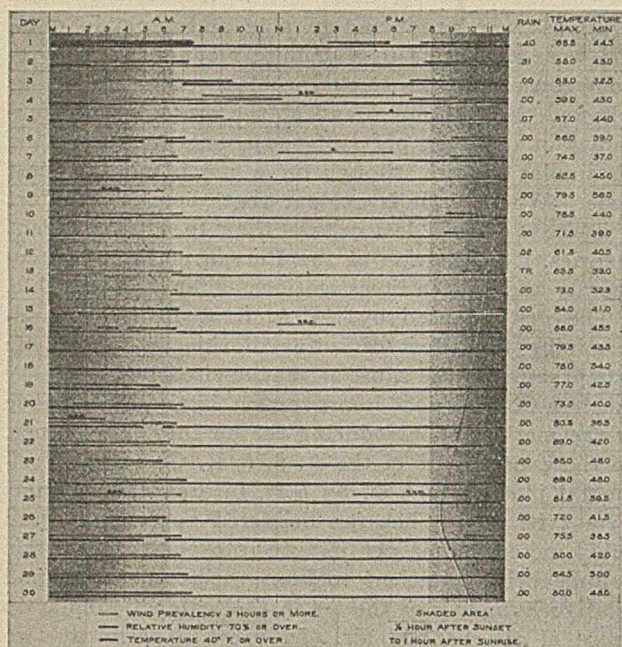 DAY A.M. P.M. RAIN TEMPERATURE
M 1 2 3 4 5 6 7 8 9 10 11 N 1 2 3 4 5 6 7 8 9 10 11 M MAX. MIN
1 .40 68.5 44.5
2 .31 58.0 43.0
3 .00 68.0 32.5
4 .00 59.0 43.0
5 .07 67.0 44.0
6 .00 66.0 39.0
7 .00 74.5 37.0
8 .00 82.5 45.0
9 .00 79.5 56.0
10 .00 78.5 44.0
11 .00 71.5 39.0
12 .02 61.5 40.5
13 TR 63.5 33.0
14 .00 73.0 32.5
15 .00 84.0 41.0
16 .00 88.0 45.5
17 .00 79.5 43.5
18 .00 78.0 54.0
19 .00 77.0 42.5
20 .00 73.5 40.0
21 .00 80.5 36.5
22 .00 89.0 42.0
23 .00 88.0 48.0
24 .00 89.0 48.0
25 .00 81.5 59.5
26 .00 72.0 41.5
27 .00 75.5 38.5
28 .00 80.0 42.0
29 .00 84.5 50.0
30 .00 80.0 48.0
WIND PREVALENCY 3 HOURS OR MORE.
RELATIVE HUMIDITY 70% OR OVER.
TEMPERATURE 40° F. OR OVER.
SHADED AREA
½ HOUR AFTER SUNSET
TO 1 HOUR AFTER SUNRISE.